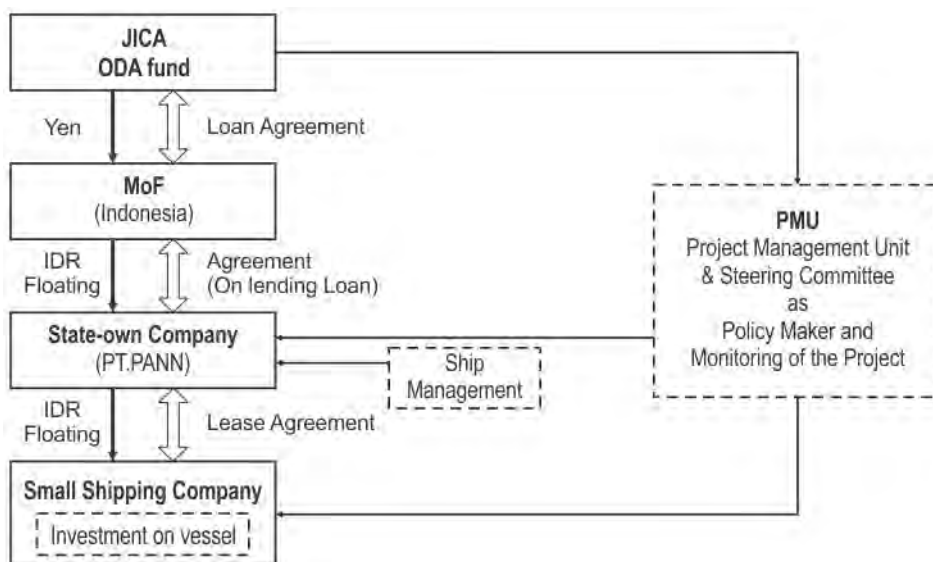 JICA
ODA fund
Yen
Loan Agreement
MoF
(Indonesia)
IDR
Floating
Agreement
(On lending Loan)
State-own Company
(PT.PANN)
Ship
Management
PMU
Project Management Unit
& Steering Committee
as
Policy Maker and
Monitoring of the Project
IDR
Floating
Lease Agreement
Small Shipping Company
Investment on vessel